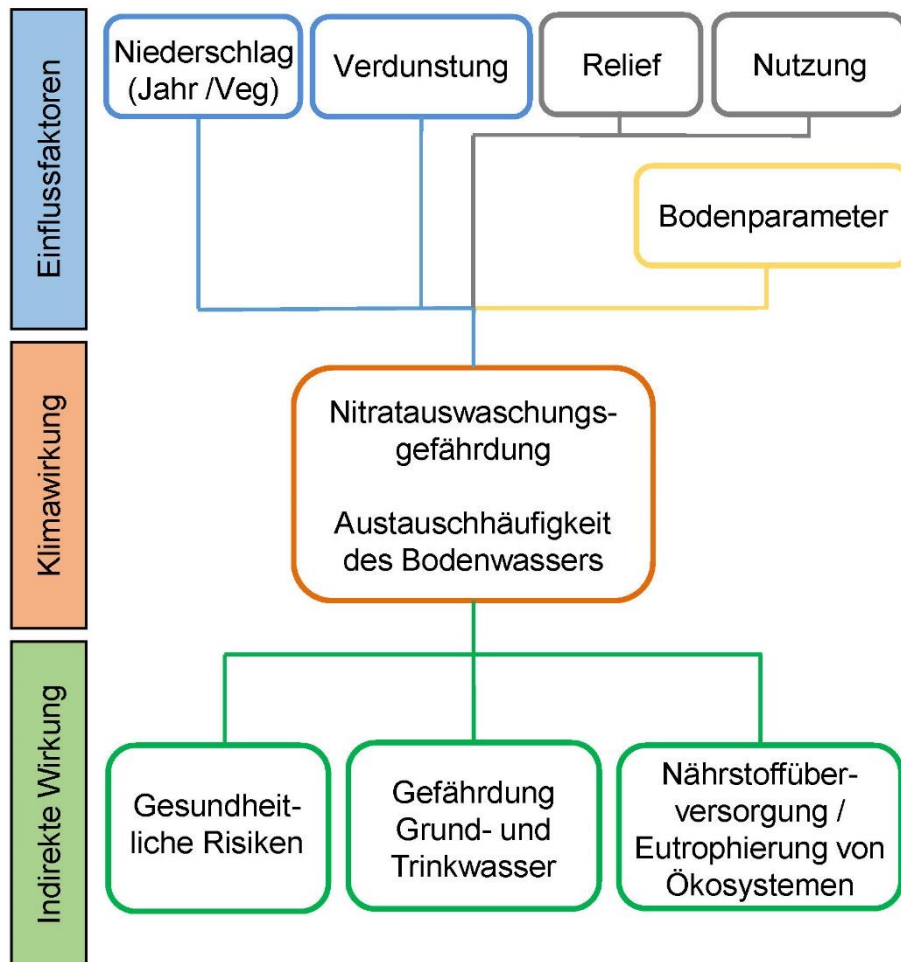 Einflussfaktoren
Niederschlag
(Jahr /Veg)
Verdunstung
Relief
Nutzung
Bodenparameter
Klimawirkung
Nitratauswaschungs-
gefährdung
Austauschhäufigkeit
des Bodenwassers
Indirekte Wirkung
Gesundheit-
liche Risiken
Gefährdung
Grund- und
Trinkwasser
Nährstoffüber-
versorgung /
Eutrophierung von
Ökosystemen